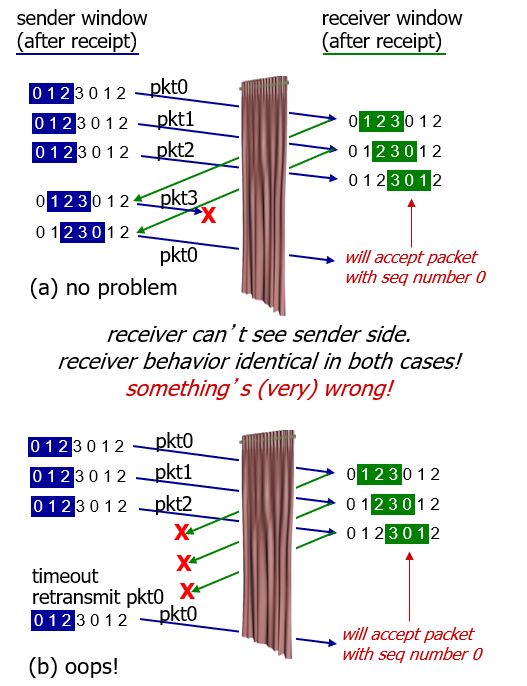 sender window
(after receipt)
receiver window
(after receipt)
0 1 2 3 0 1 2
pkt0
0 1 2 3 0 1 2
pkt1
0 1 2 3 0 1 2
0 1 2 3 0 1 2
pkt2
0 1 2 3 0 1 2
0 1 2 3 0 1 2
0 1 2 3 0 1 2
pkt3
X
0 1 2 3 0 1 2
pkt0
will accept packet
with seq number 0
(a) no problem
receiver can't see sender side.
receiver behavior identical in both cases!
something's (very) wrong!
0 1 2 3 0 1 2
pkt0
0 1 2 3 0 1 2
pkt1
0 1 2 3 0 1 2
0 1 2 3 0 1 2
pkt2
0 1 2 3 0 1 2
X
0 1 2 3 0 1 2
X
timeout
retransmit pkt0
X
0 1 2 3 0 1 2
pkt0
will accept packet
with seq number 0
(b) oops!